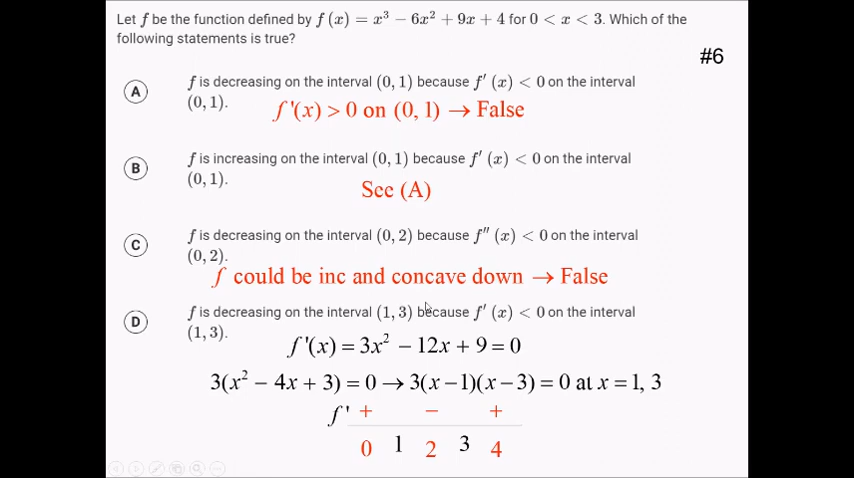 Let f be the function defined by f (x) = x³ − 6x² + 9x + 4 for 0 < x < 3. Which of the
following statements is true?
#6
A
f is decreasing on the interval (0, 1) because f′ (x) < 0 on the interval
(0, 1).
f '(x) > 0 on (0, 1) → False
B
f is increasing on the interval (0, 1) because f′ (x) < 0 on the interval
(0, 1).
See (A)
C
f is decreasing on the interval (0, 2) because f″ (x) < 0 on the interval
(0, 2).
f could be inc and concave down → False
D
f is decreasing on the interval (1, 3) because f′ (x) < 0 on the interval
(1, 3).
f '(x) = 3x² − 12x + 9 = 0
3(x² − 4x + 3) = 0 → 3(x − 1)(x − 3) = 0 at x = 1, 3
f ' + − +
0 1 2 3 4